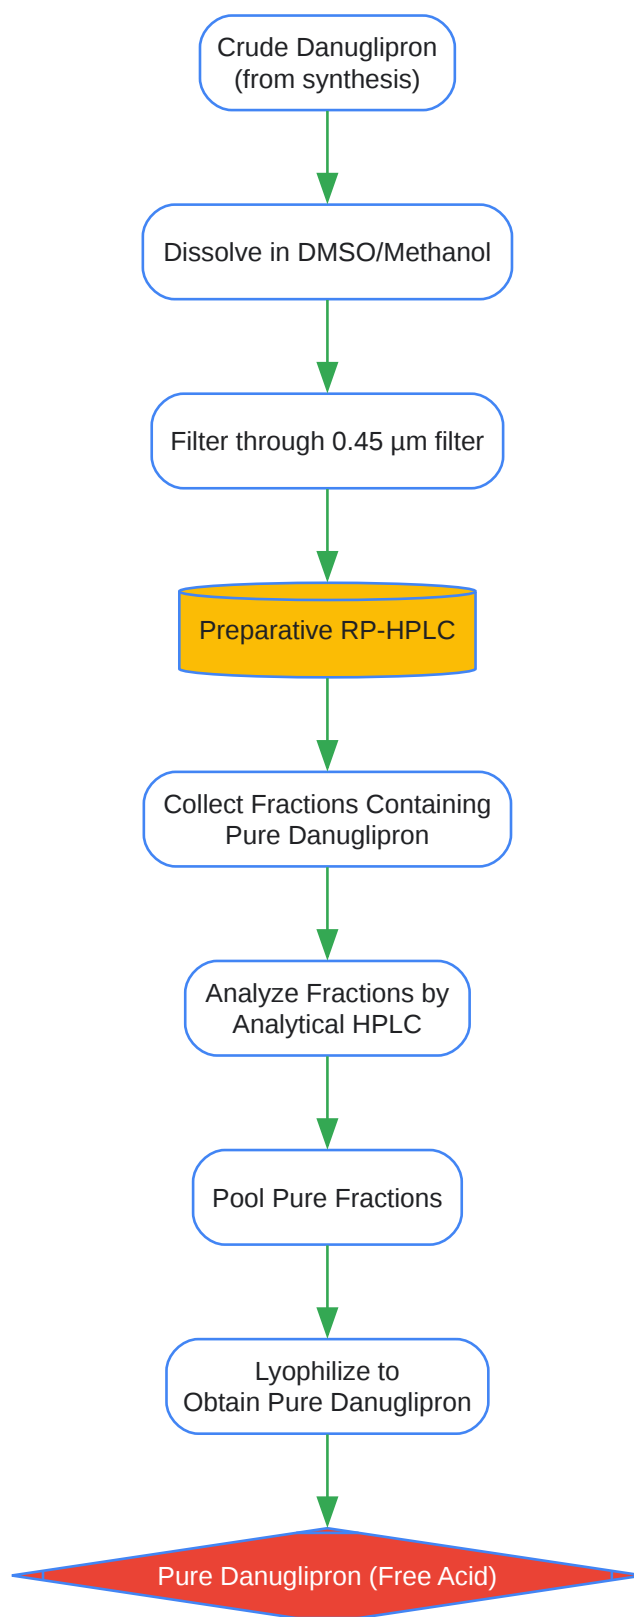 Crude Danuglipron
(from synthesis)
Dissolve in DMSO/Methanol
Filter through 0.45 µm filter
Preparative RP-HPLC
Collect Fractions Containing
Pure Danuglipron
Analyze Fractions by
Analytical HPLC
Pool Pure Fractions
Lyophilize to
Obtain Pure Danuglipron
Pure Danuglipron (Free Acid)